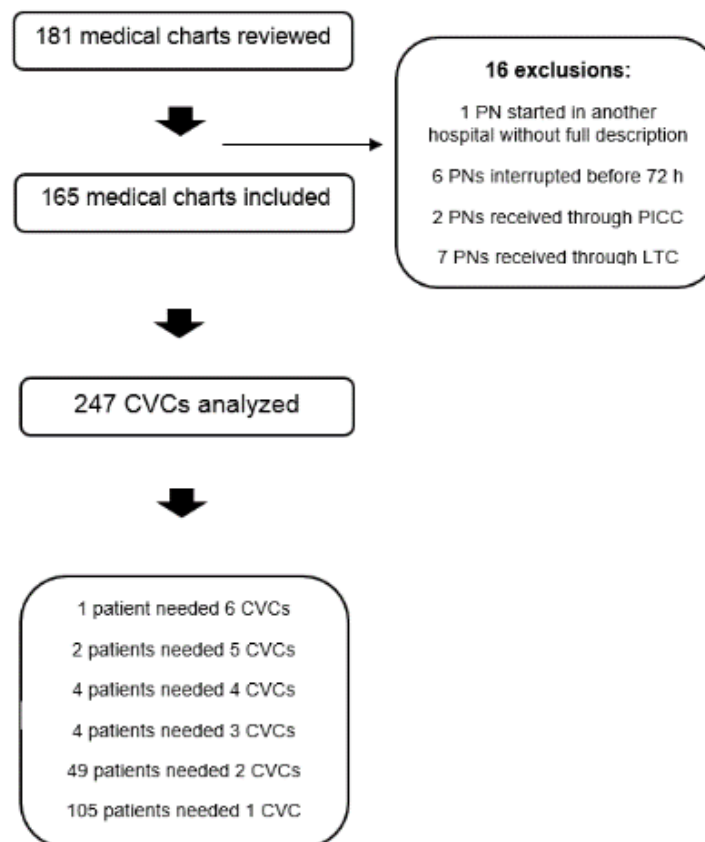 181 medical charts reviewed
16 exclusions:
1 PN started in another
hospital without full description
6 PNs interrupted before 72 h
2 PNs received through PICC
7 PNs received through LTC
165 medical charts included
247 CVCs analyzed
1 patient needed 6 CVCs
2 patients needed 5 CVCs
4 patients needed 4 CVCs
4 patients needed 3 CVCs
49 patients needed 2 CVCs
105 patients needed 1 CVC